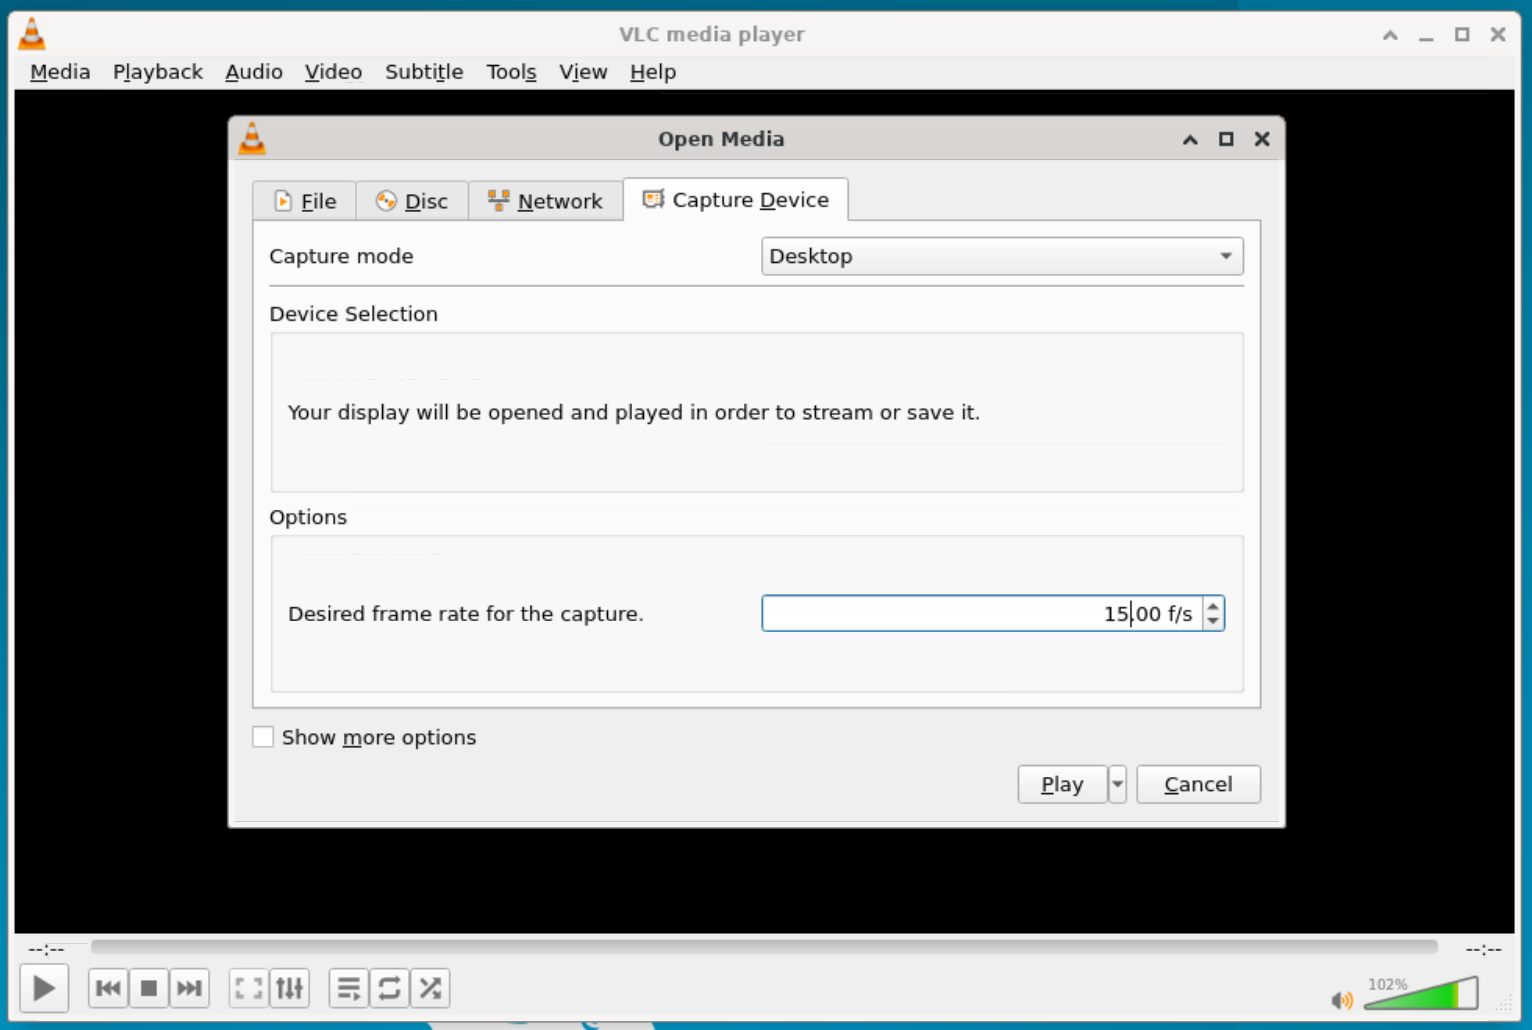 VLC media player
Media Playback Audio Video Subtitle Tools View Help
Open Media
File Disc Network Capture Device
Capture mode Desktop
Device Selection
Your display will be opened and played in order to stream or save it.
Options
Desired frame rate for the capture. 15.00 f/s
Show more options
Play Cancel
--:-- --:--
102%